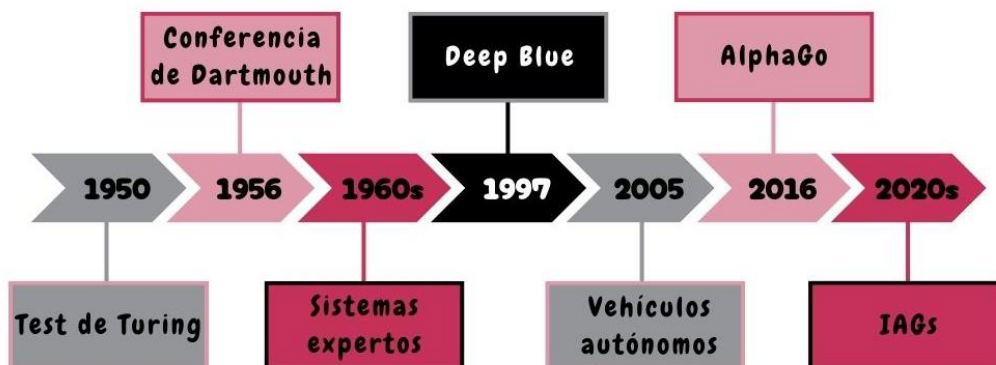 Conferencia
de Dartmouth
Deep Blue
AlphaGo
1950
1956
1960s
1997
2005
2016
2020s
Test de Turing
Sistemas
expertos
Vehículos
autónomos
IAGs